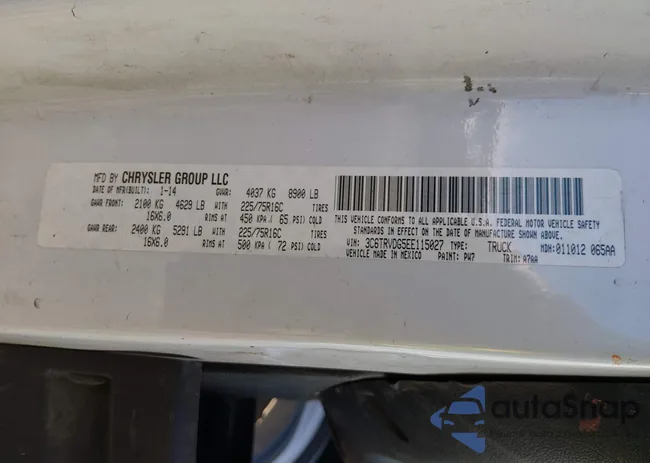 MFD BY CHRYSLER GROUP LLC
DATE OF MFR(BUILT): 1-14 GVWR: 4037 KG 8900 LB
GAWR FRONT: 2100 KG 4629 LB WITH 225/75R16C TIRES
16X6.0 RIMS AT 450 KPA ( 65 PSI) COLD
GAWR REAR: 2400 KG 5291 LB WITH 225/75R16C TIRES
16X6.0 RIMS AT 500 KPA ( 72 PSI) COLD
THIS VEHICLE CONFORMS TO ALL APPLICABLE U.S.A. FEDERAL MOTOR VEHICLE SAFETY
STANDARDS IN EFFECT ON THE DATE OF MANUFACTURE SHOWN ABOVE.
VIN: 3C6TRVDG5EE115027 TYPE: TRUCK MDH: 011012 065AA
VEHICLE MADE IN MEXICO PAINT: PW7 TRIM: A7AA
autoSnap